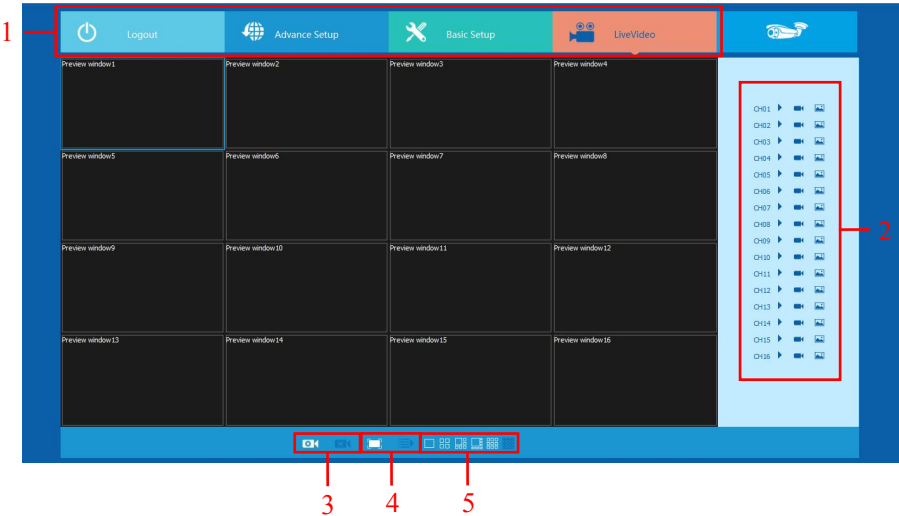 1
Logout Advance Setup Basic Setup LiveVideo
Preview window1 Preview window2 Preview window3 Preview window4
Preview window5 Preview window6 Preview window7 Preview window8
Preview window9 Preview window10 Preview window11 Preview window12
Preview window13 Preview window14 Preview window15 Preview window16
CH01
CH02
CH03
CH04
CH05
CH06
CH07
CH08
CH09
CH10
CH11
CH12
CH13
CH14
CH15
CH16
2
3 4 5